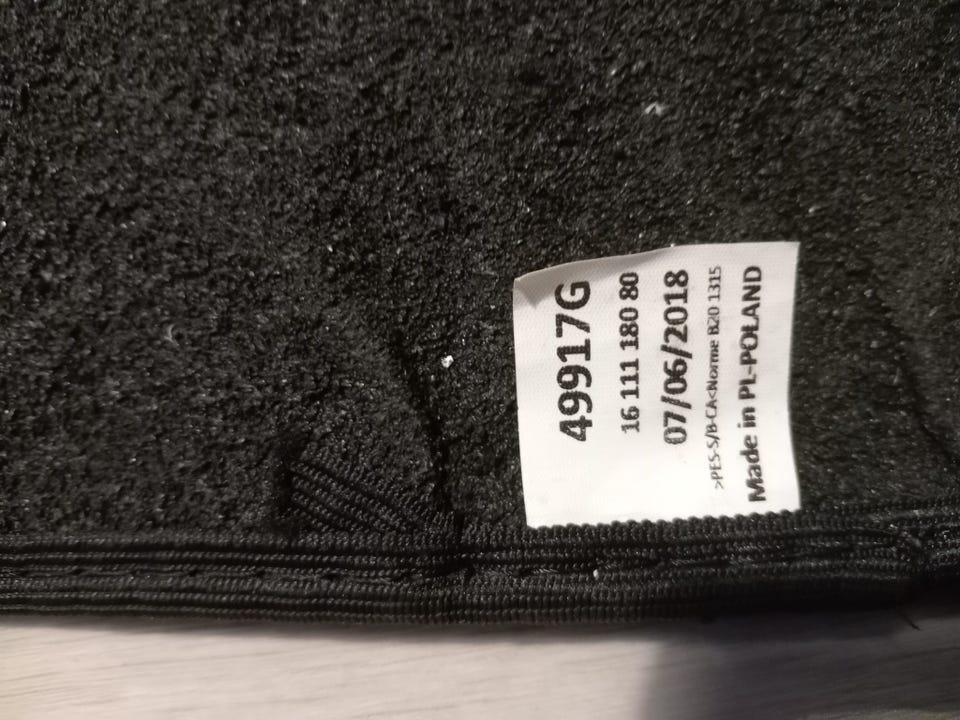 49917G
16 111 180 80
07/06/2018
>PES-S/B-CA<Norme B20 1315
Made in PL-POLAND